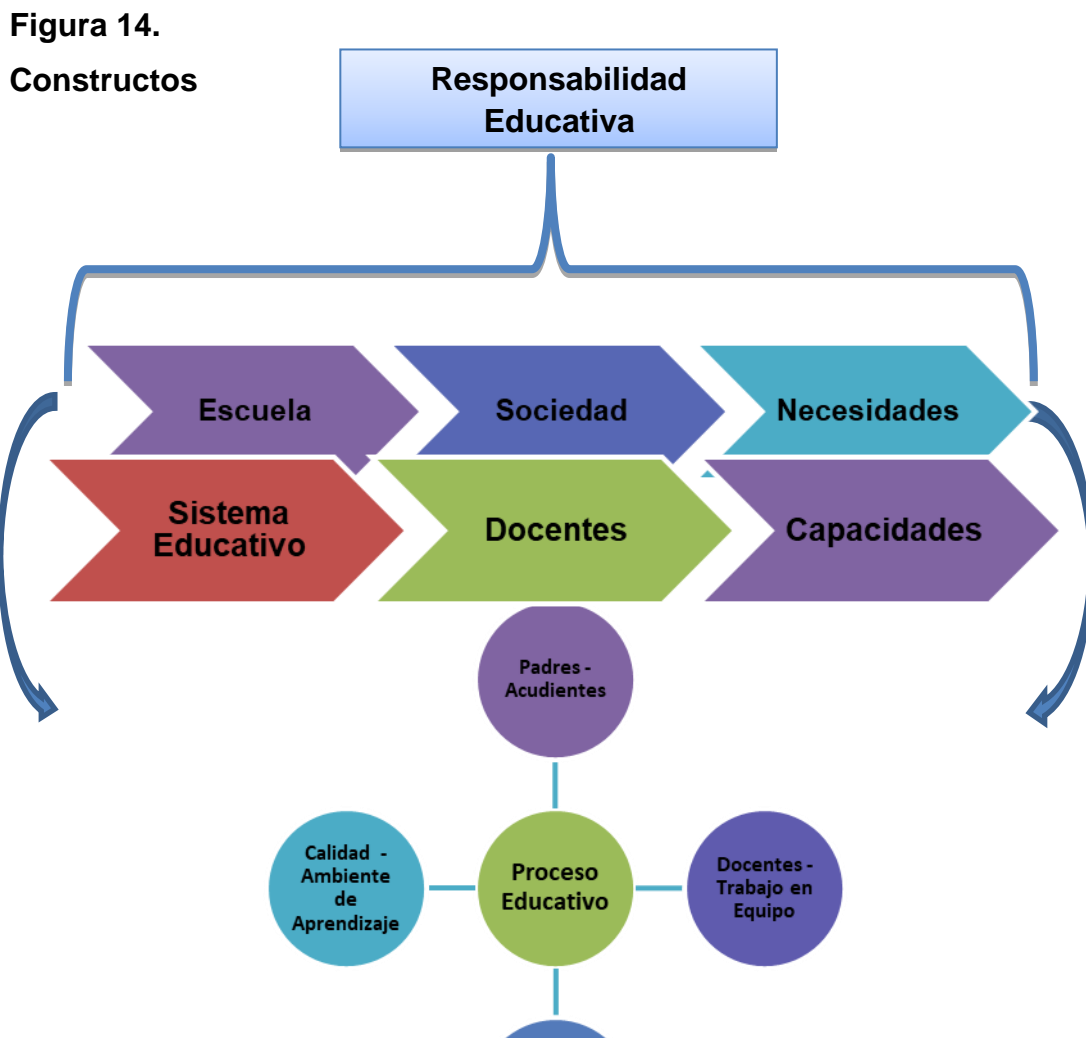 Figura 14.
Constructos
Responsabilidad
Educativa
Escuela
Sociedad
Necesidades
Sistema
Educativo
Docentes
Capacidades
Padres -
Acudientes
Calidad -
Ambiente
de
Aprendizaje
Proceso
Educativo
Docentes -
Trabajo en
Equipo